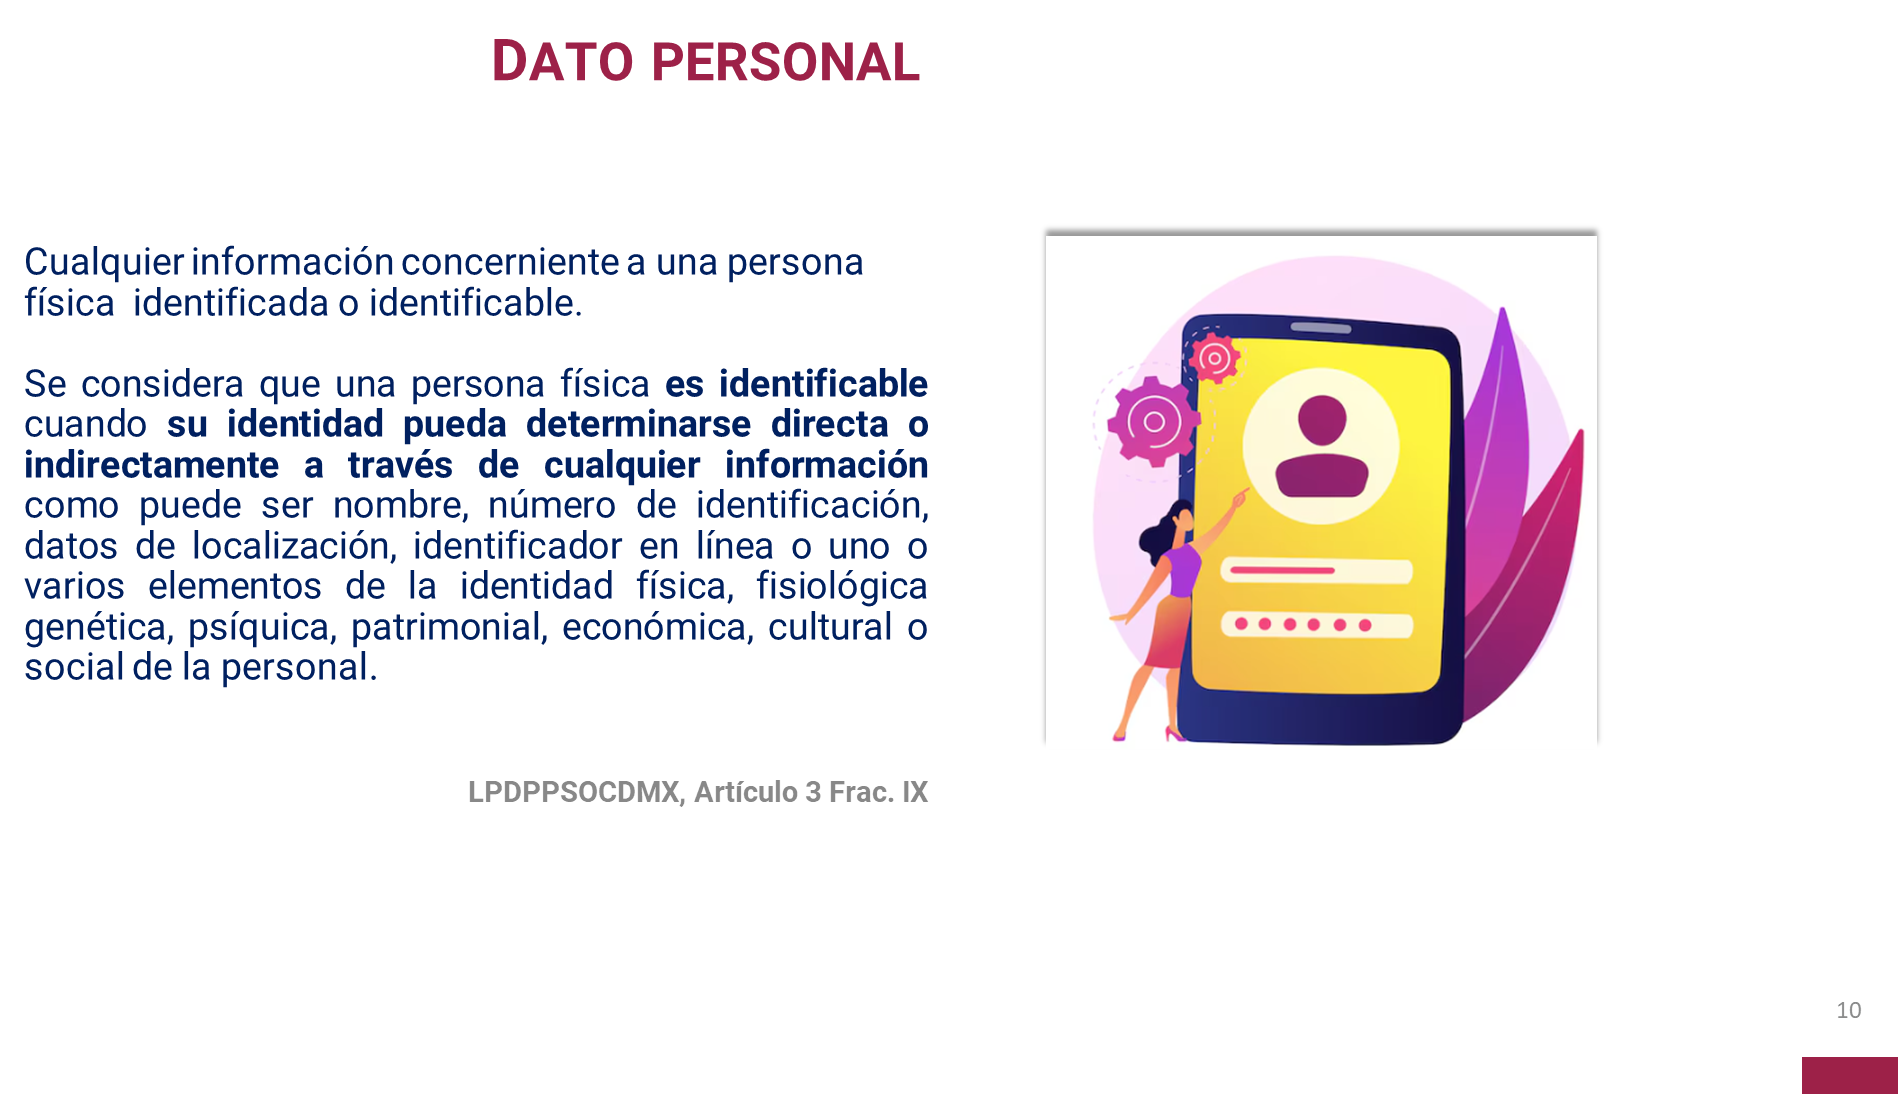 DATO PERSONAL
Cualquier información concerniente a una persona
física identificada o identificable.
Se considera que una persona física es identificable
cuando su identidad pueda determinarse directa o
indirectamente a través de cualquier información
como puede ser nombre, número de identificación,
datos de localización, identificador en línea o uno o
varios elementos de la identidad física, fisiológica
genética, psíquica, patrimonial, económica, cultural o
social de la personal.
LPDPPSOCDMX, Artículo 3 Frac. IX
10